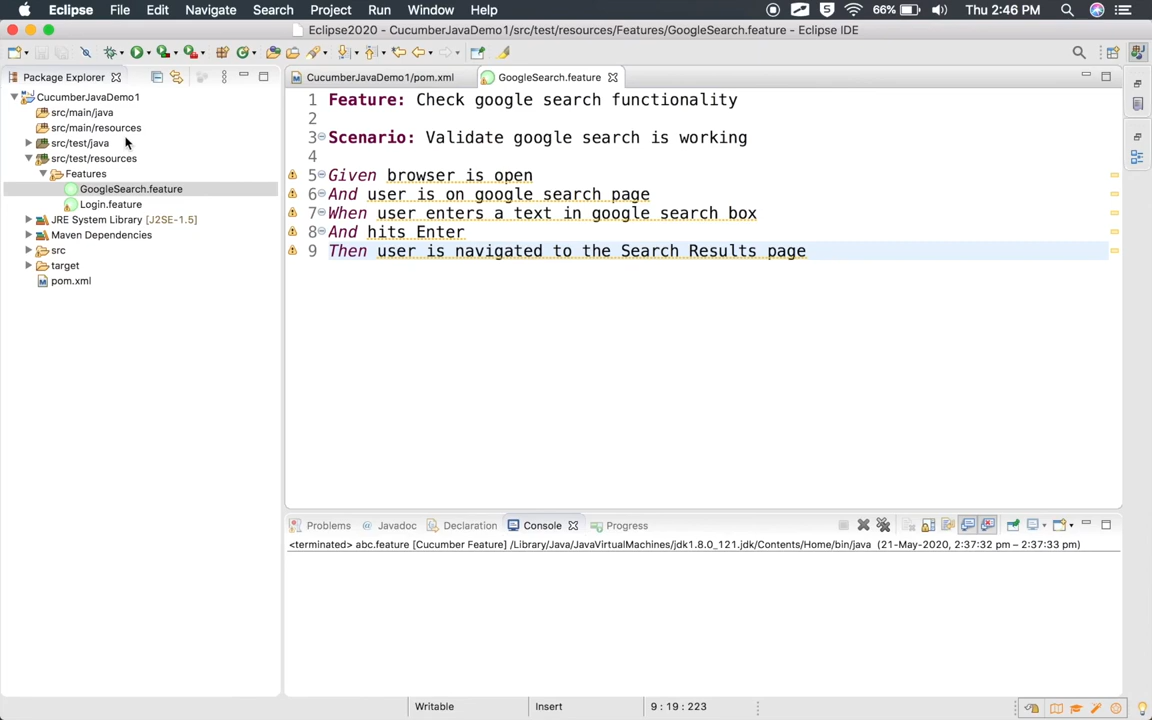 Eclipse File Edit Navigate Search Project Run Window Help 66% Thu 2:46 PM
Eclipse2020 - CucumberJavaDemo1/src/test/resources/Features/GoogleSearch.feature - Eclipse IDE
Package Explorer
CucumberJavaDemo1/pom.xml GoogleSearch.feature
CucumberJavaDemo1
src/main/java
src/main/resources
src/test/java
src/test/resources
Features
GoogleSearch.feature
Login.feature
JRE System Library [J2SE-1.5]
Maven Dependencies
src
target
pom.xml
1 Feature: Check google search functionality
2
3 Scenario: Validate google search is working
4
5 Given browser is open
6 And user is on google search page
7 When user enters a text in google search box
8 And hits Enter
9 Then user is navigated to the Search Results page
Problems @ Javadoc Declaration Console Progress
<terminated> abc.feature [Cucumber Feature] /Library/Java/JavaVirtualMachines/jdk1.8.0_121.jdk/Contents/Home/bin/java (21-May-2020, 2:37:32 pm – 2:37:33 pm)
Writable Insert 9 : 19 : 223